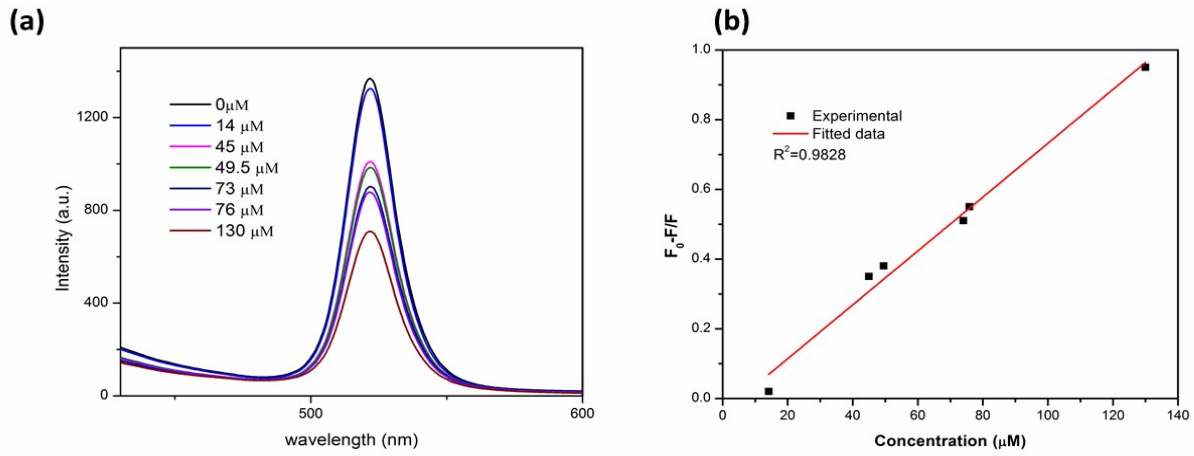 (a)
1200
800
400
0
Intensity (a.u.)
0μM
14 μM
45 μM
49.5 μM
73 μM
76 μM
130 μM
500
600
wavelength (nm)
(b)
1.0
0.8
0.6
0.4
0.2
0.0
F₀-F/F
Experimental
Fitted data
R²=0.9828
20
40
60
80
100
120
140
Concentration (μM)